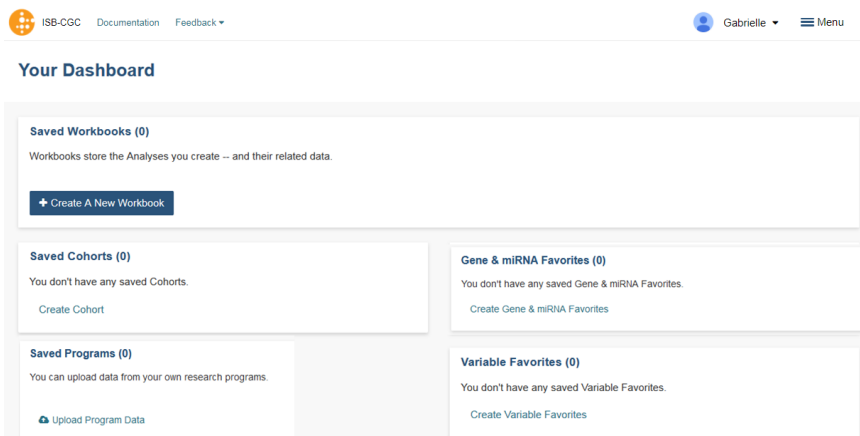 ISB-CGC Documentation Feedback Gabrielle Menu
Your Dashboard
Saved Workbooks (0)
Workbooks store the Analyses you create -- and their related data.
Create A New Workbook
Saved Cohorts (0)
You don't have any saved Cohorts.
Create Cohort
Gene & miRNA Favorites (0)
You don't have any saved Gene & miRNA Favorites.
Create Gene & miRNA Favorites
Saved Programs (0)
You can upload data from your own research programs.
Upload Program Data
Variable Favorites (0)
You don't have any saved Variable Favorites.
Create Variable Favorites